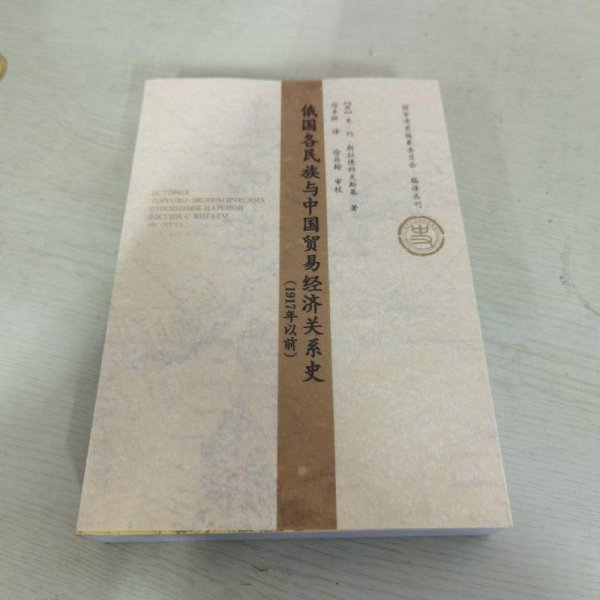 国家清史编纂委员会·编译丛刊
[俄]米·约·斯拉德科夫斯基 著
宿丰林 译 徐昌翰 审校
俄国各民族与中国贸易经济关系史
(1917年以前)
ИСТОРИЯ
ТОРГОВО-ЭКОНОМИЧЕСКИХ
ОТНОШЕНИЙ НАРОДОВ
РОССИИ С КИТАЕМ